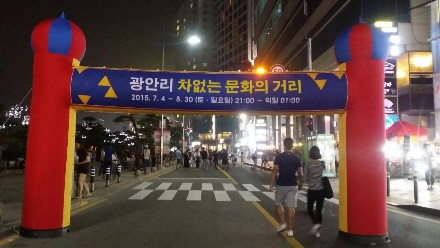 광안리 차없는 문화의 거리
2015. 7. 4 ~ 8. 30 (토·일요일) 21:00 ~ 익일 01:00